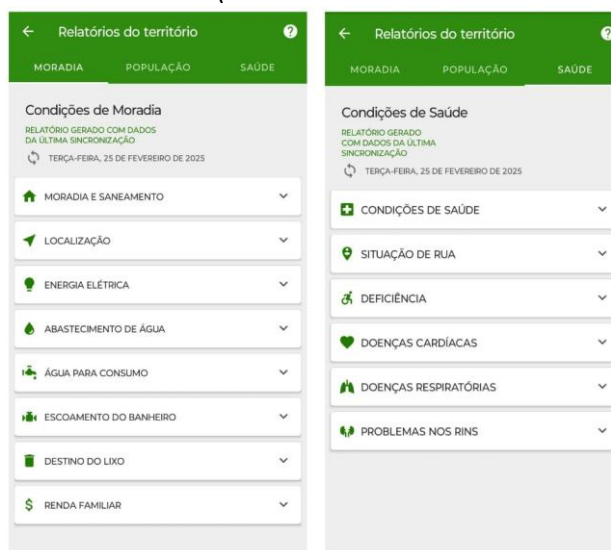 Relatórios do território
MORADIA POPULAÇÃO SAÚDE
Condições de Moradia
RELATÓRIO GERADO COM DADOS
DA ÚLTIMA SINCRONIZAÇÃO
TERÇA-FEIRA, 25 DE FEVEREIRO DE 2025
MORADIA E SANEAMENTO
LOCALIZAÇÃO
ENERGIA ELÉTRICA
ABASTECIMENTO DE ÁGUA
ÁGUA PARA CONSUMO
ESCOAMENTO DO BANHEIRO
DESTINO DO LIXO
RENDA FAMILIAR
Relatórios do território
MORADIA POPULAÇÃO SAÚDE
Condições de Saúde
RELATÓRIO GERADO
COM DADOS DA ÚLTIMA
SINCRONIZAÇÃO
TERÇA-FEIRA, 25 DE FEVEREIRO DE 2025
CONDIÇÕES DE SAÚDE
SITUAÇÃO DE RUA
DEFICIÊNCIA
DOENÇAS CARDÍACAS
DOENÇAS RESPIRATÓRIAS
PROBLEMAS NOS RINS